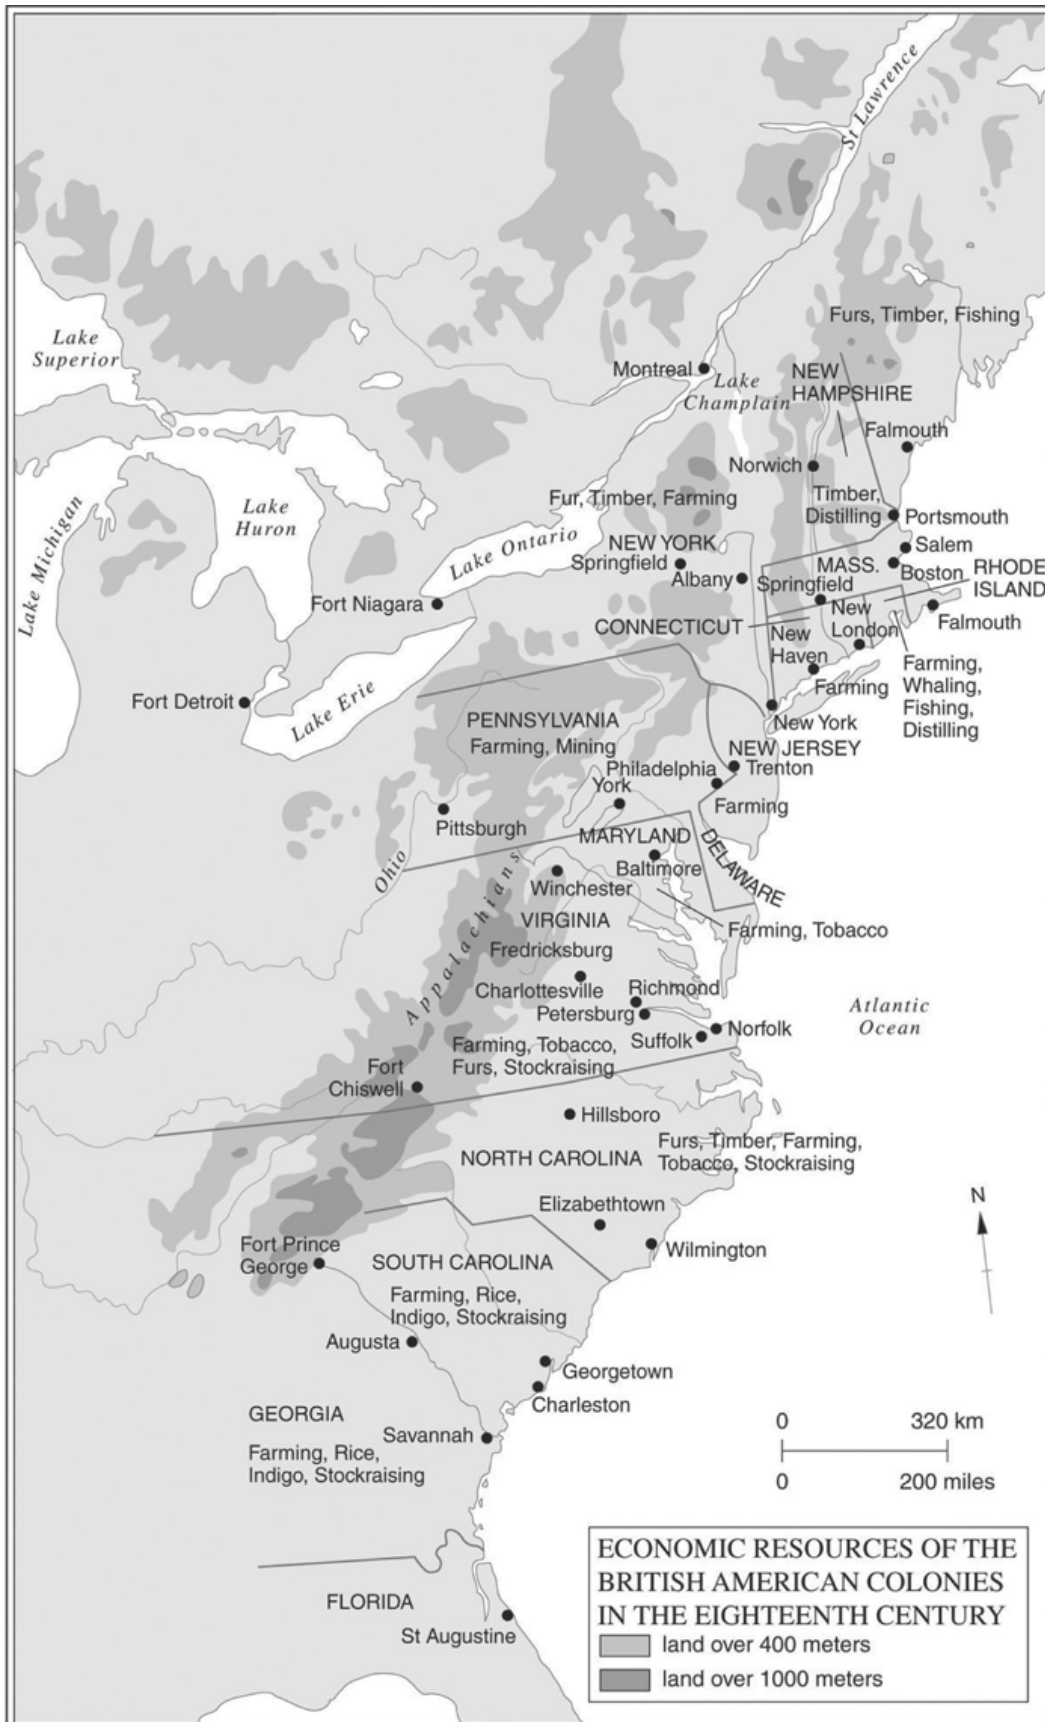 St Lawrence
Furs, Timber, Fishing
Lake
Superior
Montreal
Lake
Champlain
NEW
HAMPSHIRE
Falmouth
Norwich
Lake Michigan
Lake
Huron
Fur, Timber, Farming
Timber,
Distilling
Portsmouth
Lake Ontario
NEW YORK
Springfield
Albany
Springfield
MASS.
Salem
Boston
RHODE
ISLAND
Fort Niagara
CONNECTICUT
New
London
Falmouth
New
Haven
Farming
Farming,
Whaling,
Fishing,
Distilling
Fort Detroit
Lake Erie
New York
PENNSYLVANIA
Farming, Mining
NEW JERSEY
Trenton
Philadelphia
York
Farming
Pittsburgh
Ohio
MARYLAND
Baltimore
DELAWARE
Winchester
Appalachians
VIRGINIA
Fredricksburg
Farming, Tobacco
Charlottesville
Richmond
Petersburg
Suffolk
Norfolk
Atlantic
Ocean
Farming, Tobacco,
Furs, Stockraising
Fort
Chiswell
Hillsboro
NORTH CAROLINA
Furs, Timber, Farming,
Tobacco, Stockraising
Elizabethtown
Wilmington
N
Fort Prince
George
SOUTH CAROLINA
Farming, Rice,
Indigo, Stockraising
Augusta
Georgetown
Charleston
GEORGIA
Savannah
Farming, Rice,
Indigo, Stockraising
0 320 km
0 200 miles
FLORIDA
St Augustine
ECONOMIC RESOURCES OF THE
BRITISH AMERICAN COLONIES
IN THE EIGHTEENTH CENTURY
land over 400 meters
land over 1000 meters